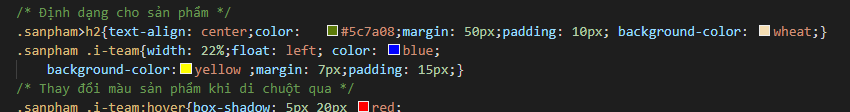 /* Định dạng cho sản phẩm */
.sanpham>h2{text-align: center;color: #5c7a08;margin: 50px;padding: 10px; background-color: wheat;}
.sanpham .i-team{width: 22%;float: left; color: blue;
background-color:yellow ;margin: 7px;padding: 15px;}
/* Thay đổi màu sản phẩm khi di chuột qua */
.sanpham .i-team:hover{box-shadow: 5px 20px red;